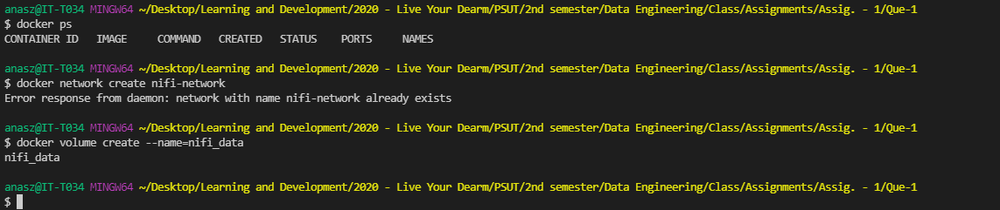 anasz@IT-T034 MINGW64 ~/Desktop/Learning and Development/2020 - Live Your Dearm/PSUT/2nd semester/Data Engineering/Class/Assignments/Assig. - 1/Que-1
$ docker ps
CONTAINER ID   IMAGE     COMMAND   CREATED   STATUS    PORTS     NAMES
anasz@IT-T034 MINGW64 ~/Desktop/Learning and Development/2020 - Live Your Dearm/PSUT/2nd semester/Data Engineering/Class/Assignments/Assig. - 1/Que-1
$ docker network create nifi-network
Error response from daemon: network with name nifi-network already exists
anasz@IT-T034 MINGW64 ~/Desktop/Learning and Development/2020 - Live Your Dearm/PSUT/2nd semester/Data Engineering/Class/Assignments/Assig. - 1/Que-1
$ docker volume create --name=nifi_data
nifi_data
anasz@IT-T034 MINGW64 ~/Desktop/Learning and Development/2020 - Live Your Dearm/PSUT/2nd semester/Data Engineering/Class/Assignments/Assig. - 1/Que-1
$